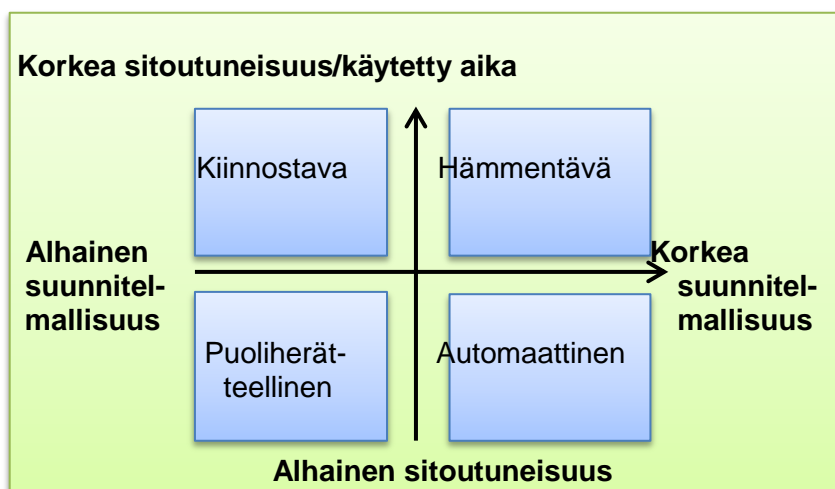 Korkea sitoutuneisuus/käytetty aika
Kiinnostava
Hämmentävä
Alhainen
suunnitel-
mallisuus
Korkea
suunnitel-
mallisuus
Puoliherät-
teellinen
Automaattinen
Alhainen sitoutuneisuus